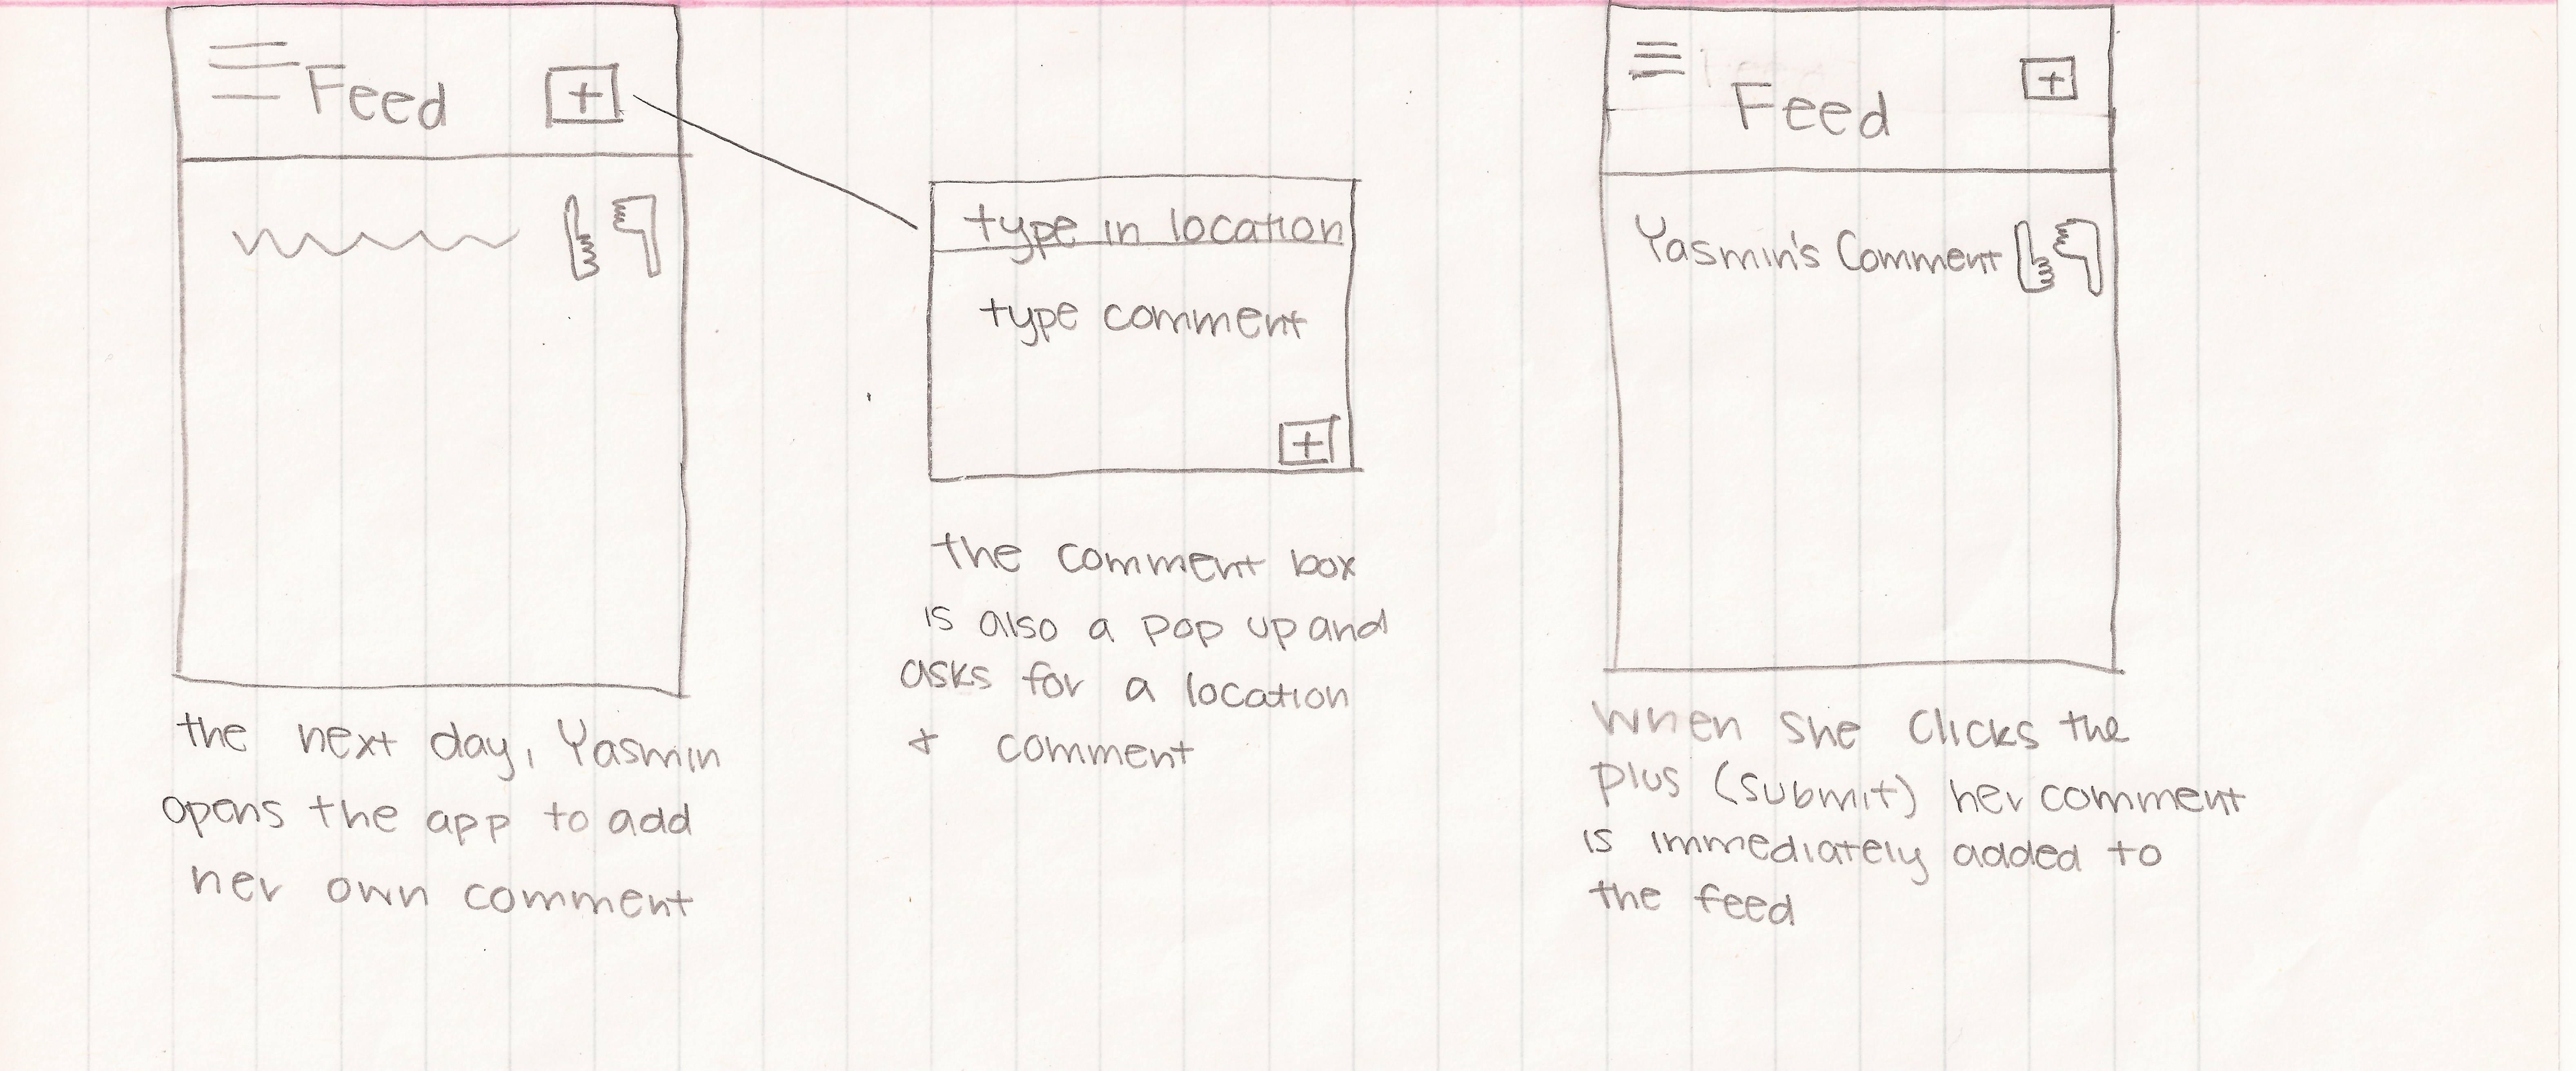 Feed +
the next day, Yasmin
opens the app to add
her own comment
type in location
type comment
+
the comment box
is also a pop up and
asks for a location
+ comment
Feed +
Yasmin's Comment
when she clicks the
plus (submit) her comment
is immediately added to
the feed